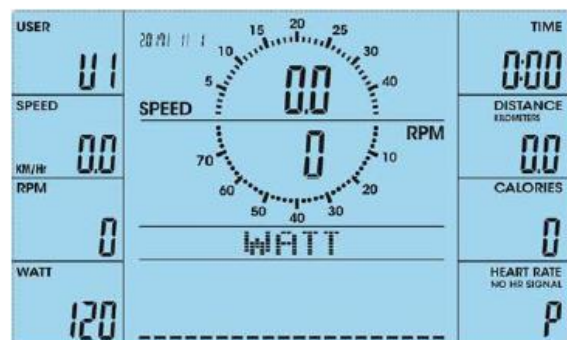 USER
U1
SPEED
KM/Hr 0.0
RPM
0
WATT
120
15 20 25
10 30
5 40
0.0
SPEED
RPM
0
70 10
60 20
50 40 30
WATT
TIME
0:00
DISTANCE
KILOMETERS
0.0
CALORIES
0
HEART RATE
NO HR SIGNAL
P